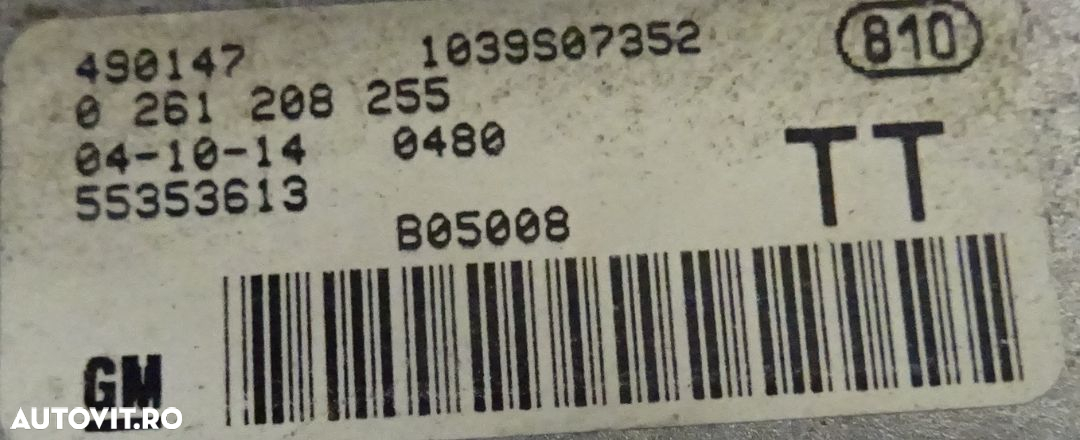 490147 1039S07352 810
0 261 208 255
04-10-14 0480 TT
55353613
B05008
GM
AUTOVIT.RO